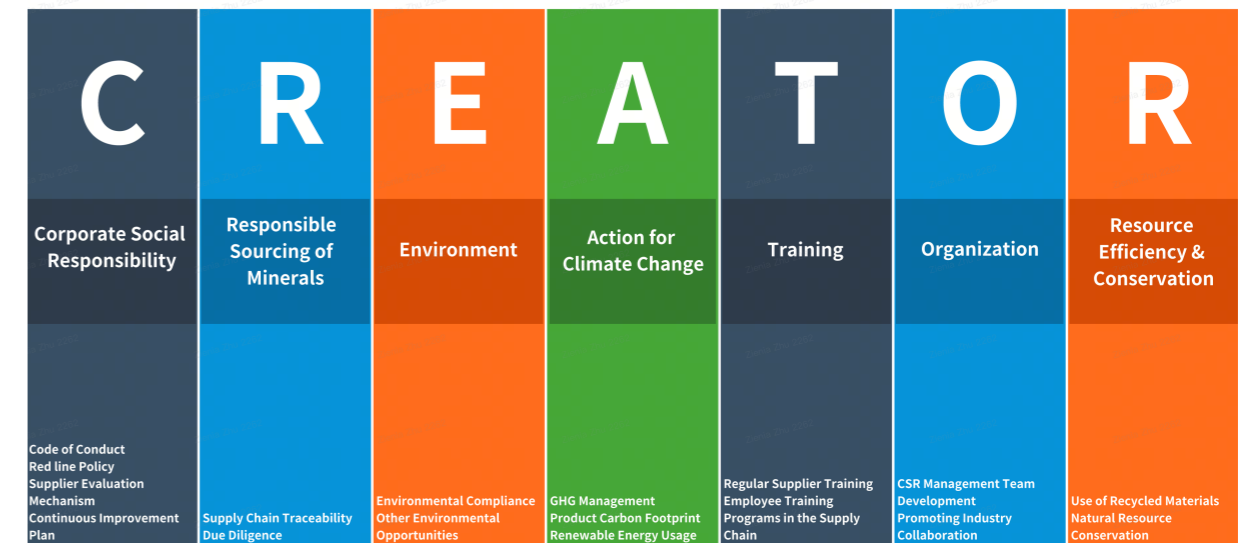 C
Corporate Social
Responsibility
Code of Conduct
Red line Policy
Supplier Evaluation
Mechanism
Continuous Improvement
Plan
R
Responsible
Sourcing of
Minerals
Supply Chain Traceability
Due Diligence
E
Environment
Environmental Compliance
Other Environmental
Opportunities
A
Action for
Climate Change
GHG Management
Product Carbon Footprint
Renewable Energy Usage
T
Training
Regular Supplier Training
Employee Training
Programs in the Supply
Chain
O
Organization
CSR Management Team
Development
Promoting Industry
Collaboration
R
Resource
Efficiency &
Conservation
Use of Recycled Materials
Natural Resource
Conservation